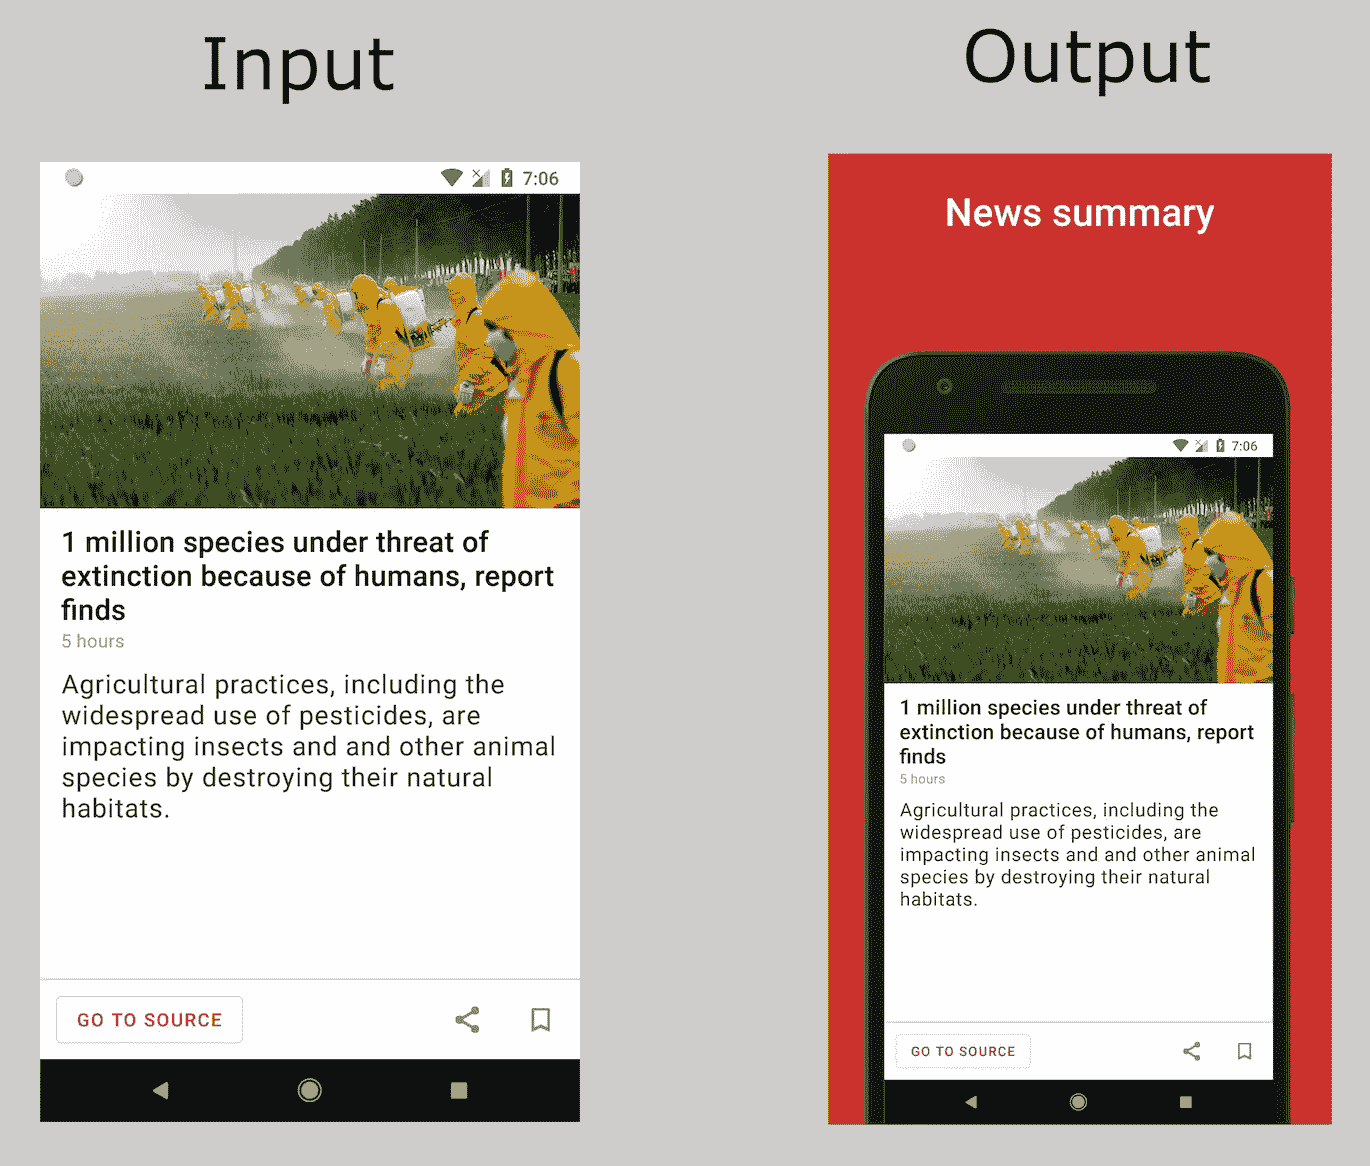 Input
7:06
1 million species under threat of
extinction because of humans, report
finds
5 hours
Agricultural practices, including the
widespread use of pesticides, are
impacting insects and and other animal
species by destroying their natural
habitats.
GO TO SOURCE
Output
News summary
7:06
1 million species under threat of
extinction because of humans, report
finds
5 hours
Agricultural practices, including the
widespread use of pesticides, are
impacting insects and and other animal
species by destroying their natural
habitats.
GO TO SOURCE